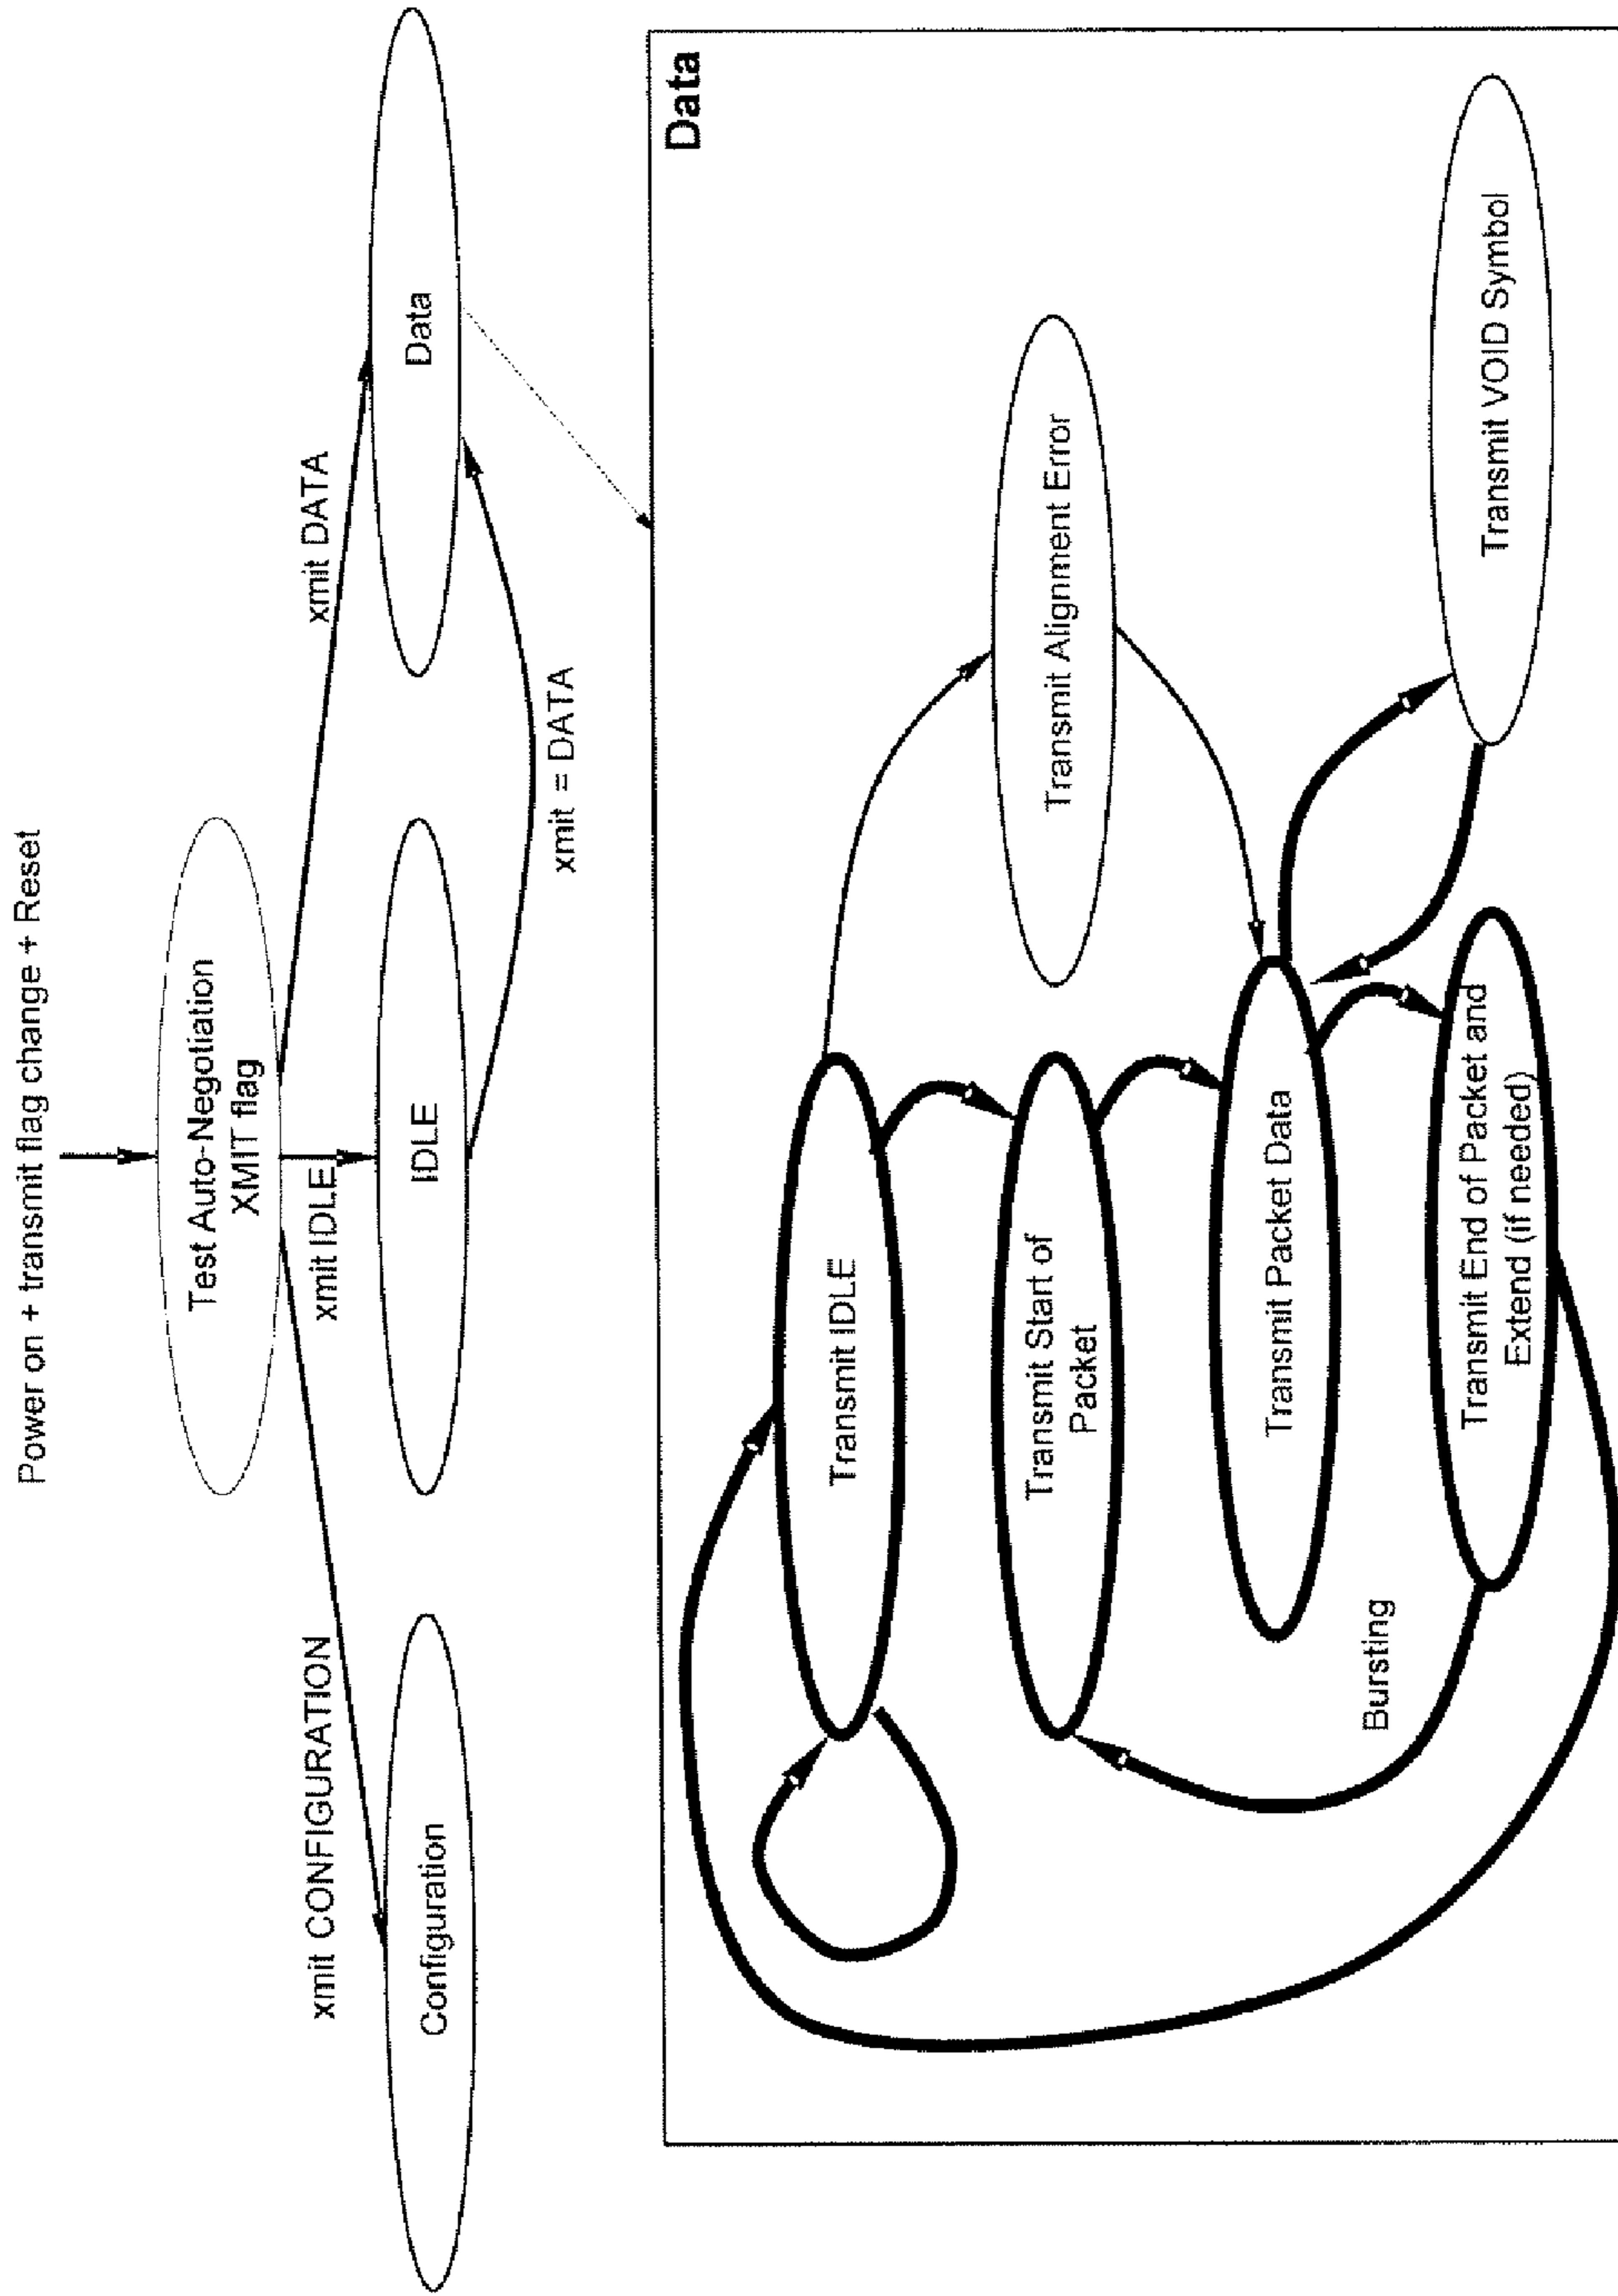 Power on + transmit flag change + Reset
Test Auto-Negotiation
XMIT flag
xmit CONFIGURATION
xmit IDLE
xmit DATA
Configuration
IDLE
Data
xmit = DATA
Data
Transmit IDLE
Transmit Start of
Packet
Transmit Alignment Error
Transmit Packet Data
Bursting
Transmit End of Packet and
Extend (if needed)
Transmit VOID Symbol